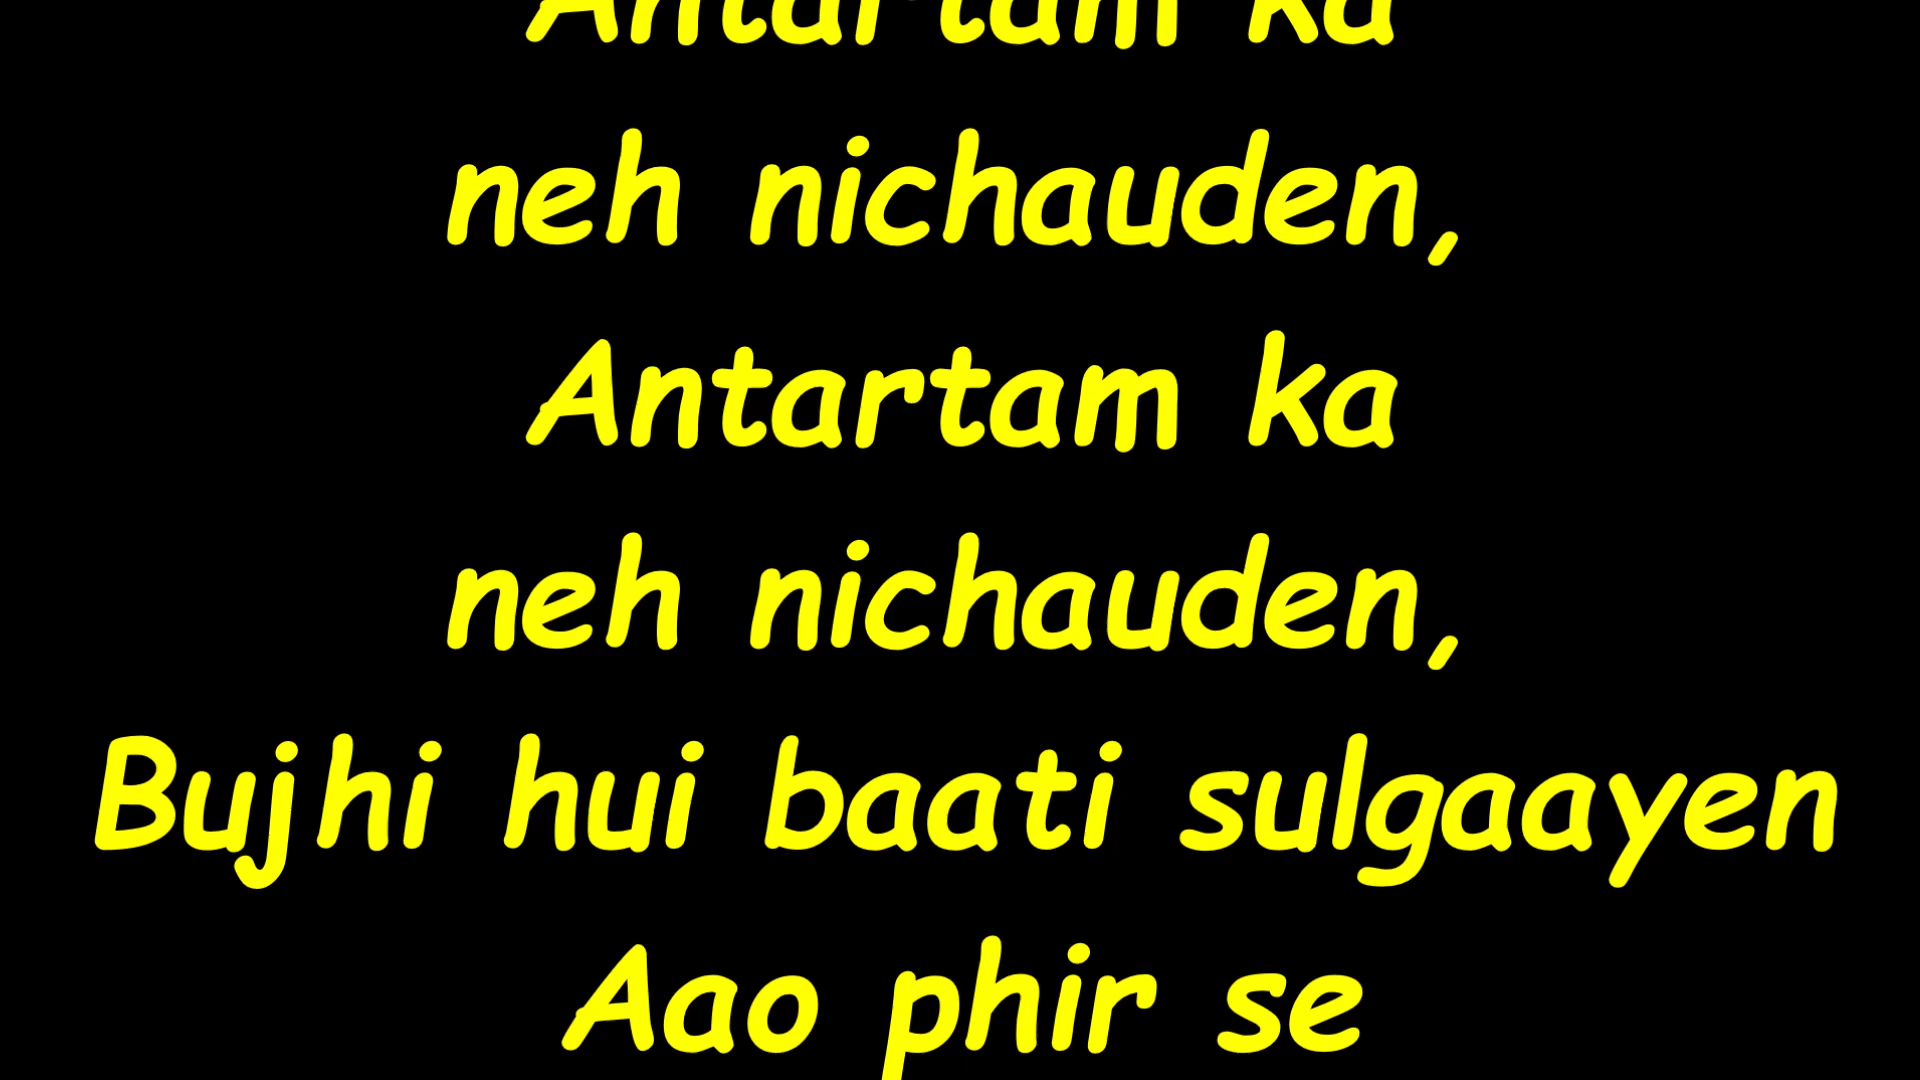 Antartam ka
neh nichauden,
Antartam ka
neh nichauden,
Bujhi hui baati sulgaayen
Aao phir se